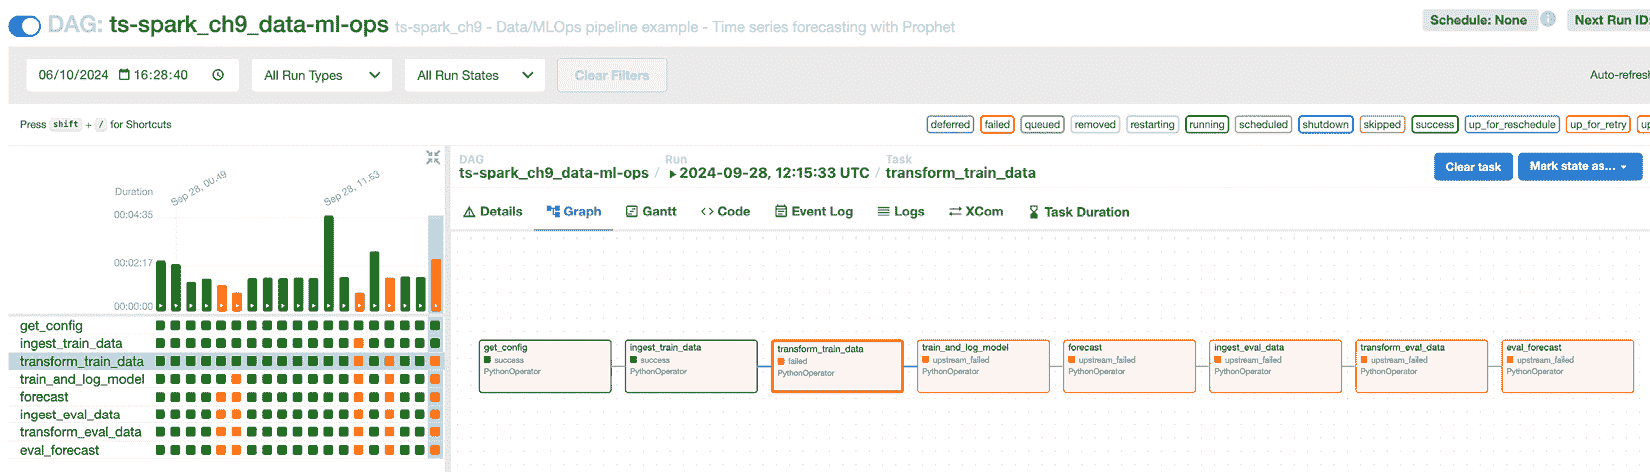 DAG: ts-spark_ch9_data-ml-ops ts-spark_ch9 - Data/MLOps pipeline example - Time series forecasting with Prophet Schedule: None Next Run ID:
06/10/2024 16:28:40 All Run Types All Run States Clear Filters Auto-refresh
Press shift + / for Shortcuts deferred failed queued removed restarting running scheduled shutdown skipped success up_for_reschedule up_for_retry up
Sep 28, 00:49 Sep 28, 11:53
Duration
00:04:35
00:02:17
00:00:00
get_config
ingest_train_data
transform_train_data
train_and_log_model
forecast
ingest_eval_data
transform_eval_data
eval_forecast
DAG Run Task
ts-spark_ch9_data-ml-ops / 2024-09-28, 12:15:33 UTC / transform_train_data Clear task Mark state as...
Details Graph Gantt Code Event Log Logs XCom Task Duration
get_config
success
PythonOperator
ingest_train_data
success
PythonOperator
transform_train_data
failed
PythonOperator
train_and_log_model
upstream_failed
PythonOperator
forecast
upstream_failed
PythonOperator
ingest_eval_data
upstream_failed
PythonOperator
transform_eval_data
upstream_failed
PythonOperator
eval_forecast
upstream_failed
PythonOperator